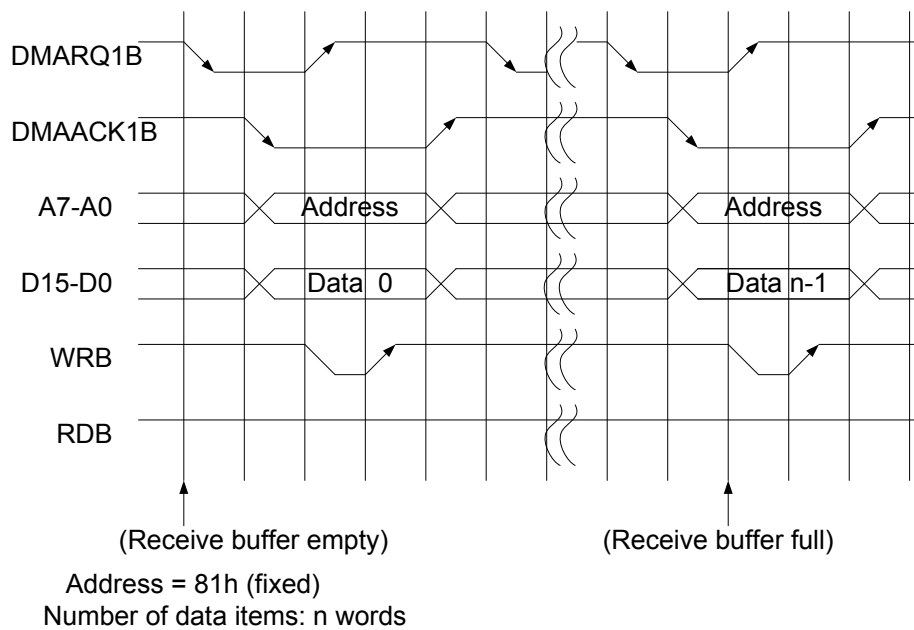 DMARQ1B
DMAACK1B
A7-A0 Address Address
D15-D0 Data 0 Data n-1
WRB
RDB
(Receive buffer empty) (Receive buffer full)
Address = 81h (fixed)
Number of data items: n words